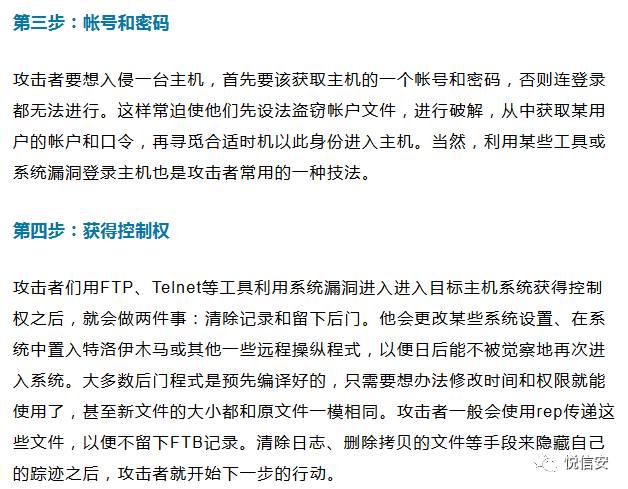 第三步：帐号和密码
攻击者要想入侵一台主机，首先要该获取主机的一个帐号和密码，否则连登录
都无法进行。这样常迫使他们先设法盗窃帐户文件，进行破解，从中获取某用
户的帐户和口令，再寻觅合适时机以此身份进入主机。当然，利用某些工具或
系统漏洞登录主机也是攻击者常用的一种技法。
第四步：获得控制权
攻击者们用FTP、Telnet等工具利用系统漏洞进入进入目标主机系统获得控制
权之后，就会做两件事：清除记录和留下后门。他会更改某些系统设置、在系
统中置入特洛伊木马或其他一些远程操纵程式，以便日后能不被觉察地再次进
入系统。大多数后门程式是预先编译好的，只需要想办法修改时间和权限就能
使用了，甚至新文件的大小都和原文件一模相同。攻击者一般会使用rep传递这
些文件，以便不留下FTB记录。清除日志、删除拷贝的文件等手段来隐藏自己
的踪迹之后，攻击者就开始下一步的行动。
悦信安